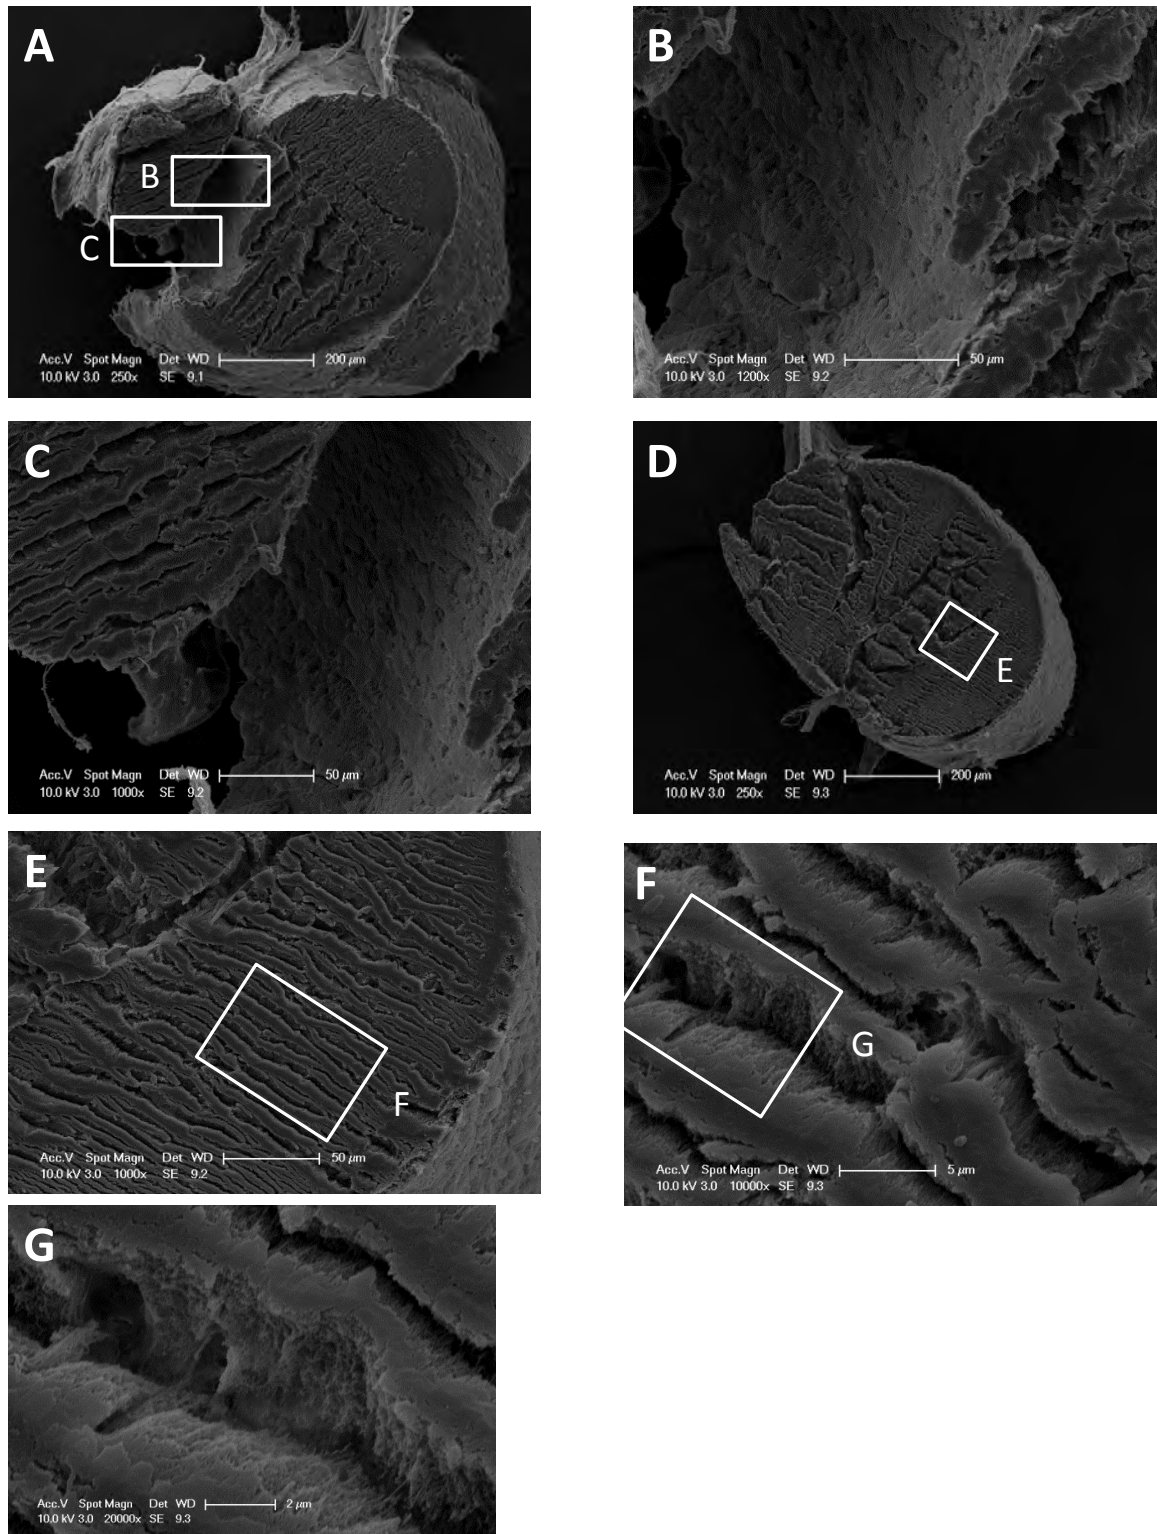 A
B
C
Acc.V Spot Magn Det WD 200 µm
10.0 kV 3.0 250x SE 9.1
B
Acc.V Spot Magn Det WD 50 µm
10.0 kV 3.0 1200x SE 9.2
C
Acc.V Spot Magn Det WD 50 µm
10.0 kV 3.0 1000x SE 9.2
D
E
Acc.V Spot Magn Det WD 200 µm
10.0 kV 3.0 250x SE 9.3
E
F
Acc.V Spot Magn Det WD 50 µm
10.0 kV 3.0 1000x SE 9.2
F
G
Acc.V Spot Magn Det WD 5 µm
10.0 kV 3.0 10000x SE 9.3
G
Acc.V Spot Magn Det WD 2 µm
10.0 kV 3.0 20000x SE 9.3